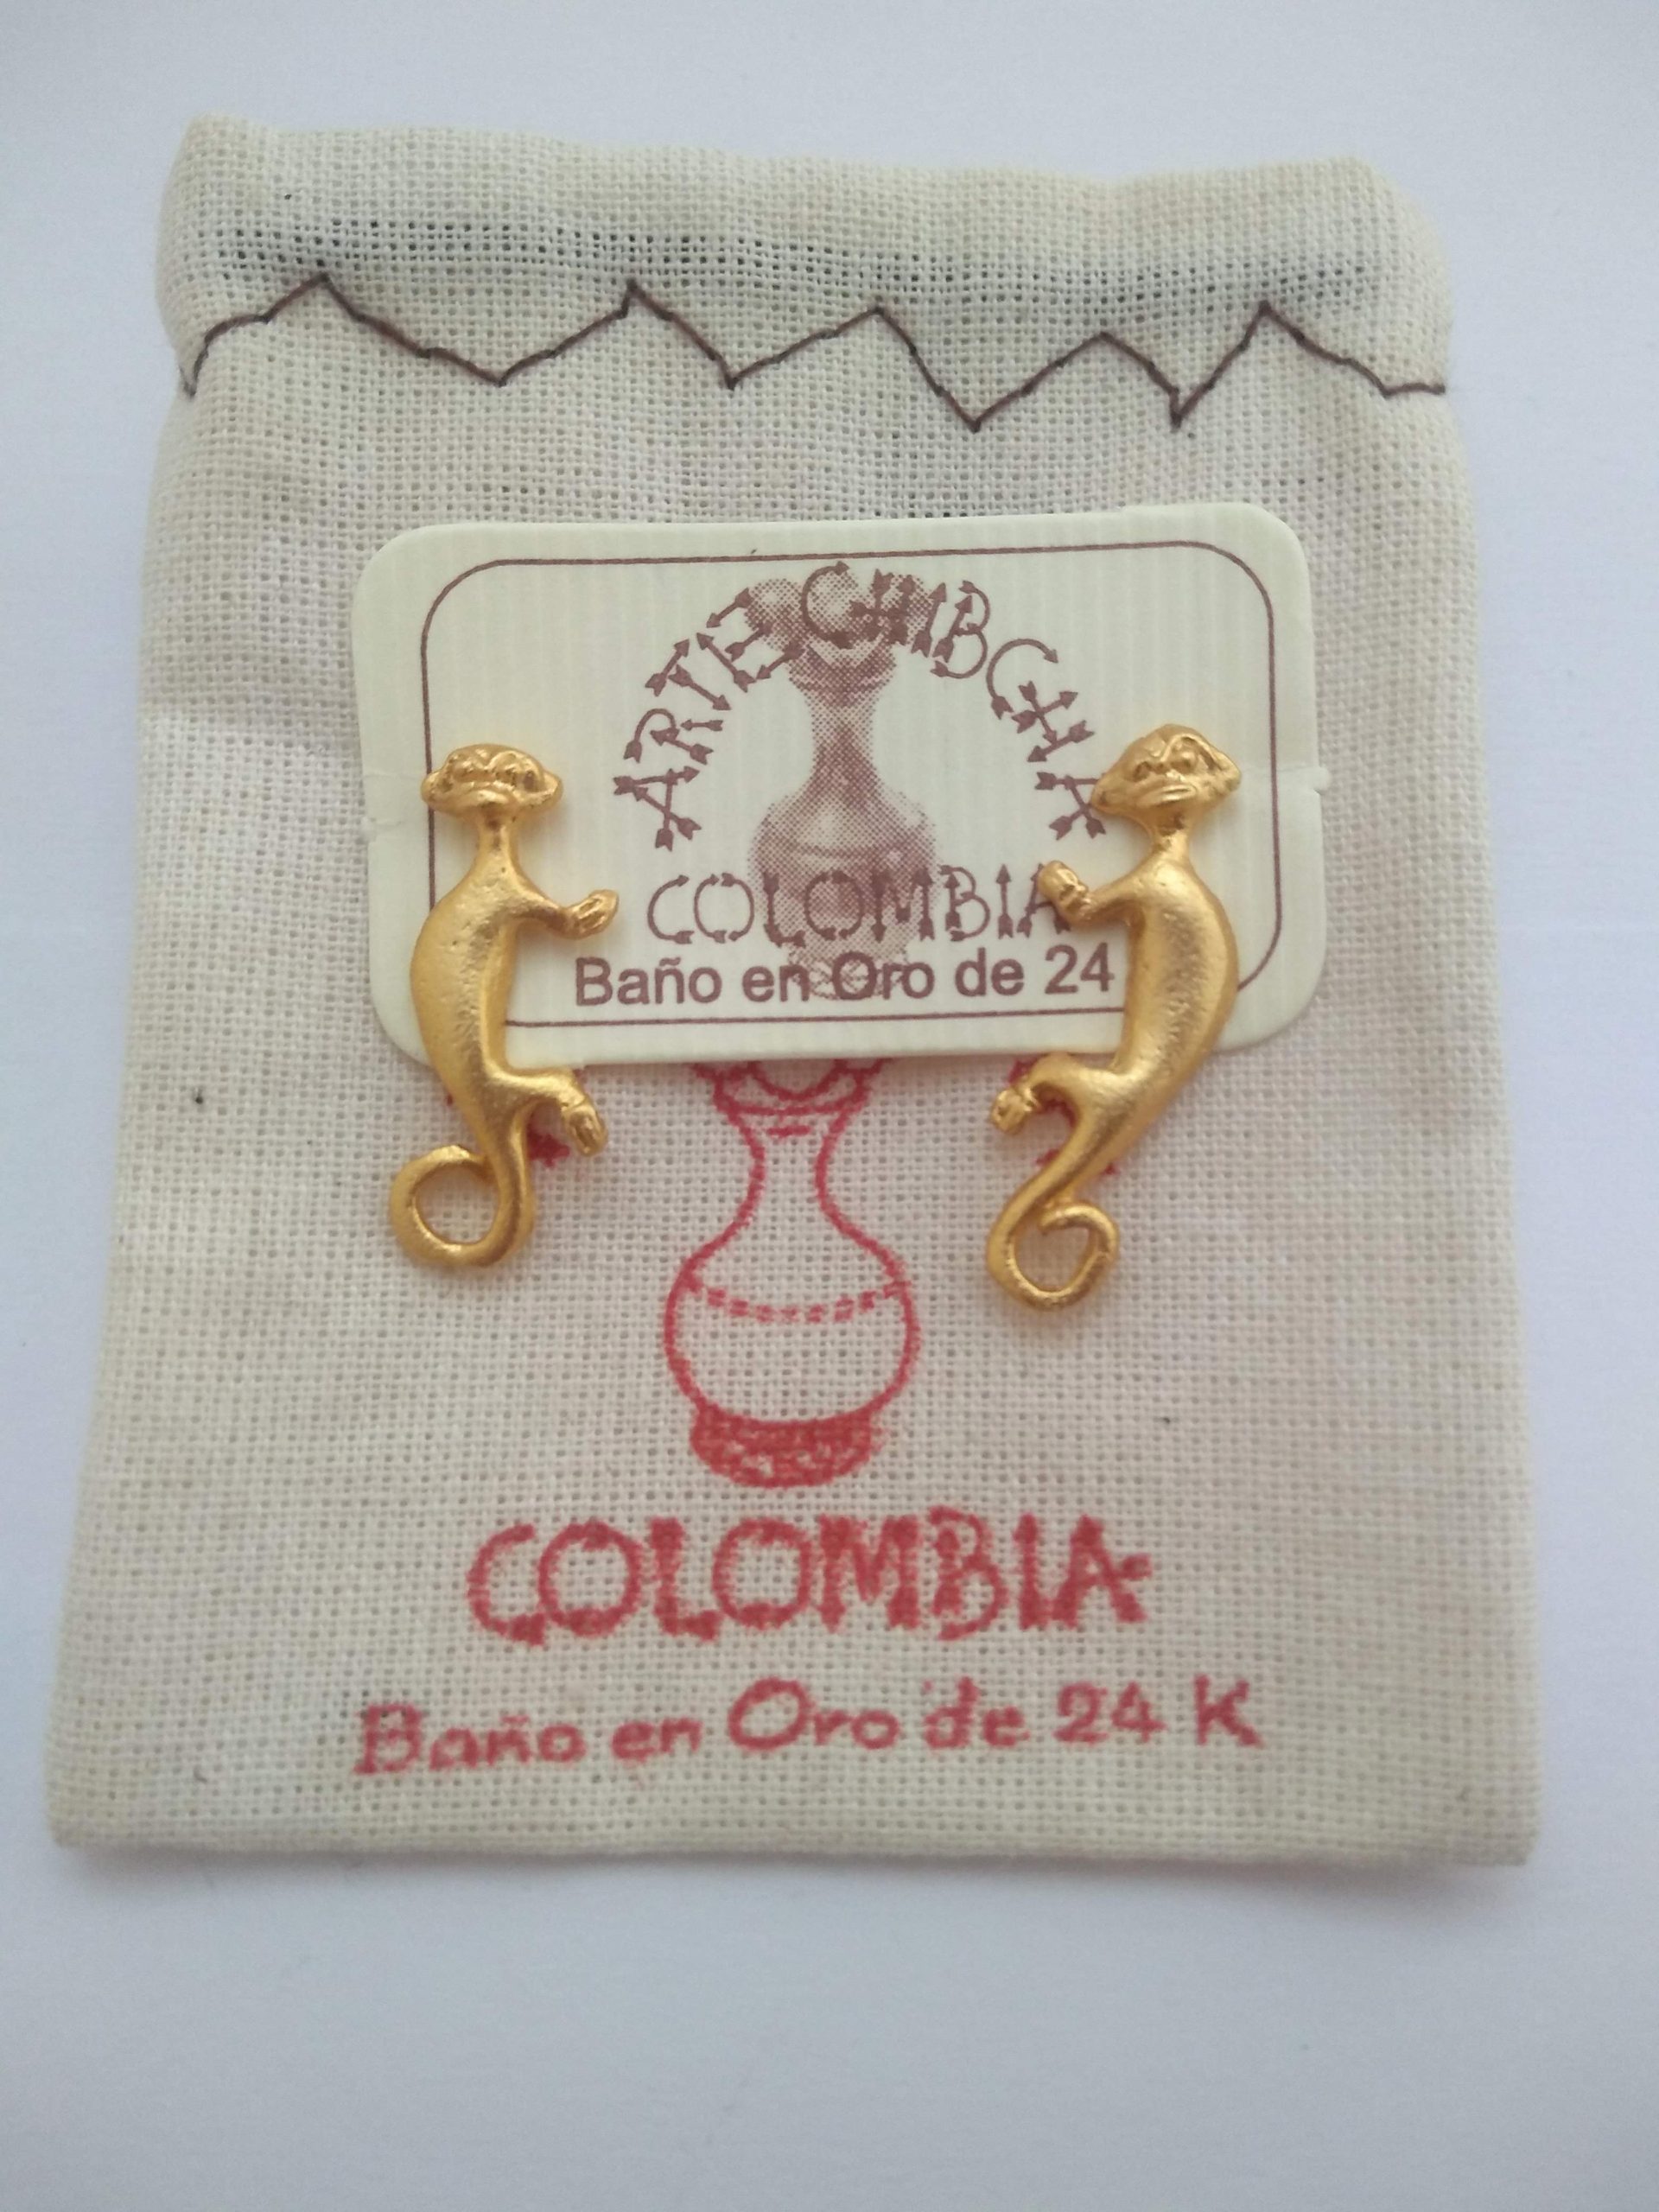 ARTE CHIBCHA
COLOMBIA
Baño en Oro de 24
COLOMBIA
Baño en Oro de 24 K